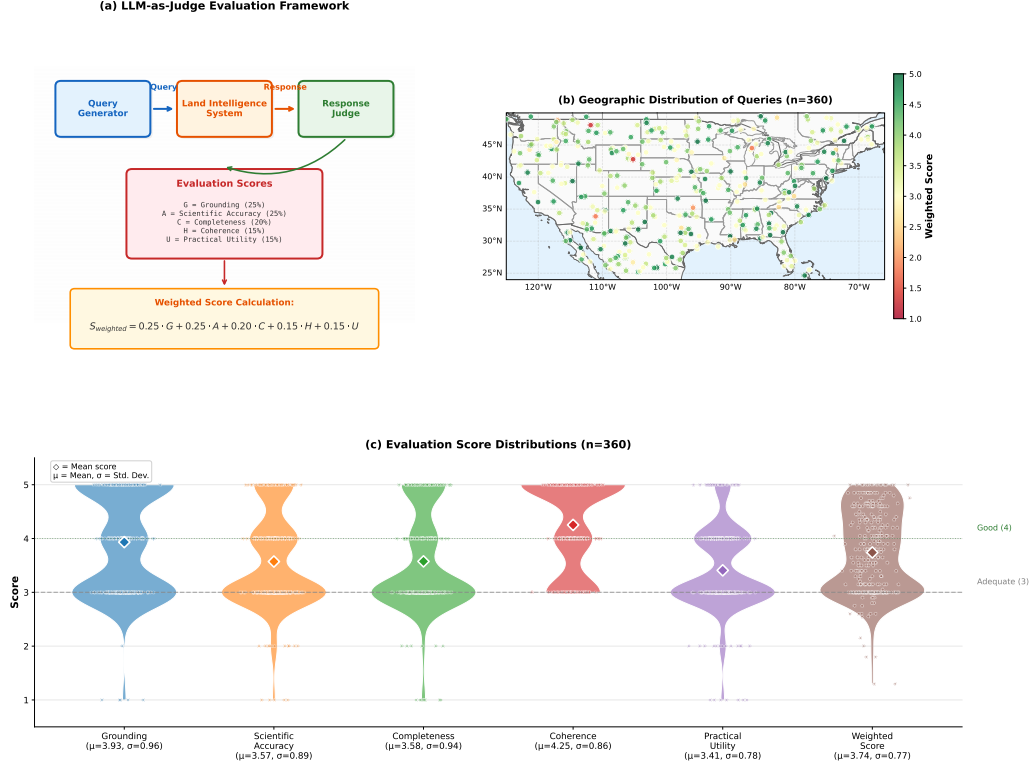 (a) LLM-as-Judge Evaluation Framework
Query
Generator
Query
Land Intelligence
System
Response
Response
Judge
Evaluation Scores
G = Grounding (25%)
A = Scientific Accuracy (25%)
C = Completeness (20%)
H = Coherence (15%)
U = Practical Utility (15%)
Weighted Score Calculation:
S_weighted = 0.25 · G + 0.25 · A + 0.20 · C + 0.15 · H + 0.15 · U
(b) Geographic Distribution of Queries (n=360)
45°N
40°N
35°N
30°N
25°N
120°W 110°W 100°W 90°W 80°W 70°W
5.0
4.5
4.0
3.5
3.0
2.5
2.0
1.5
1.0
Weighted Score
(c) Evaluation Score Distributions (n=360)
◇ = Mean score
μ = Mean, σ = Std. Dev.
Score
5
4
3
2
1
Good (4)
Adequate (3)
Grounding
(μ=3.93, σ=0.96)
Scientific
Accuracy
(μ=3.57, σ=0.89)
Completeness
(μ=3.58, σ=0.94)
Coherence
(μ=4.25, σ=0.86)
Practical
Utility
(μ=3.41, σ=0.78)
Weighted
Score
(μ=3.74, σ=0.77)